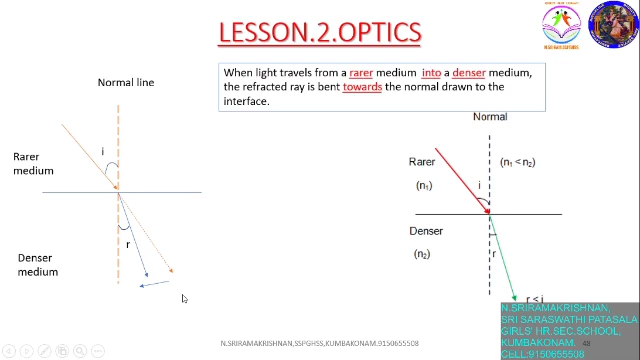 LESSON.2.OPTICS
When light travels from a rarer medium into a denser medium,
the refracted ray is bent towards the normal drawn to the
interface.
Normal line
i
Rarer
medium
r
Denser
medium
Normal
Rarer
(n1 < n2)
(n1)
i
Denser
(n2)
r
r < i
N.SRIRAMAKRISHNAN,
SRI SARASWATHI PATASALA
GIRLS' HR,SEC,SCHOOL,
KUMBAKONAM.
CELL:9150655508
N.SRIRAMAKRISHNAN,SSPGHSS,KUMBAKONAM.9150655508
48